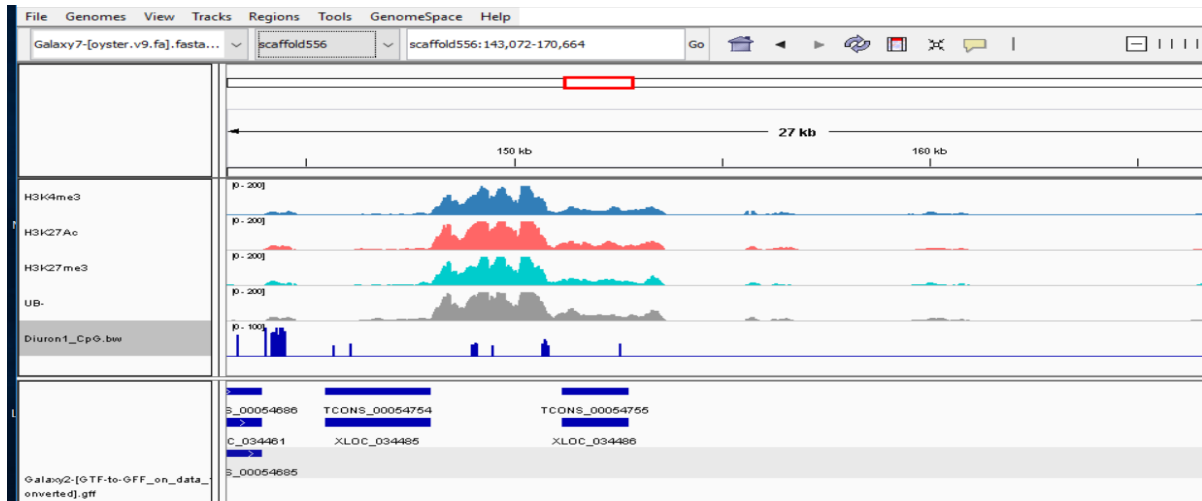 File Genomes View Tracks Regions Tools GenomeSpace Help
Galaxy7-[oyster.v9.fa].fasta... scaffold556 scaffold556:143,072-170,664 Go
27 kb
150 kb 160 kb
[0 - 200]
H3K4me3
[0 - 200]
H3K27Ac
[0 - 200]
H3K27me3
[0 - 200]
UB-
[0 - 100]
Diuron1_CpG.bw
S_00054686 TCONS_00054754 TCONS_00054755
C_034461 XLOC_034485 XLOC_034486
S_00054685
Galaxy2-[GTF-to-GFF_on_data_
onverted].gff